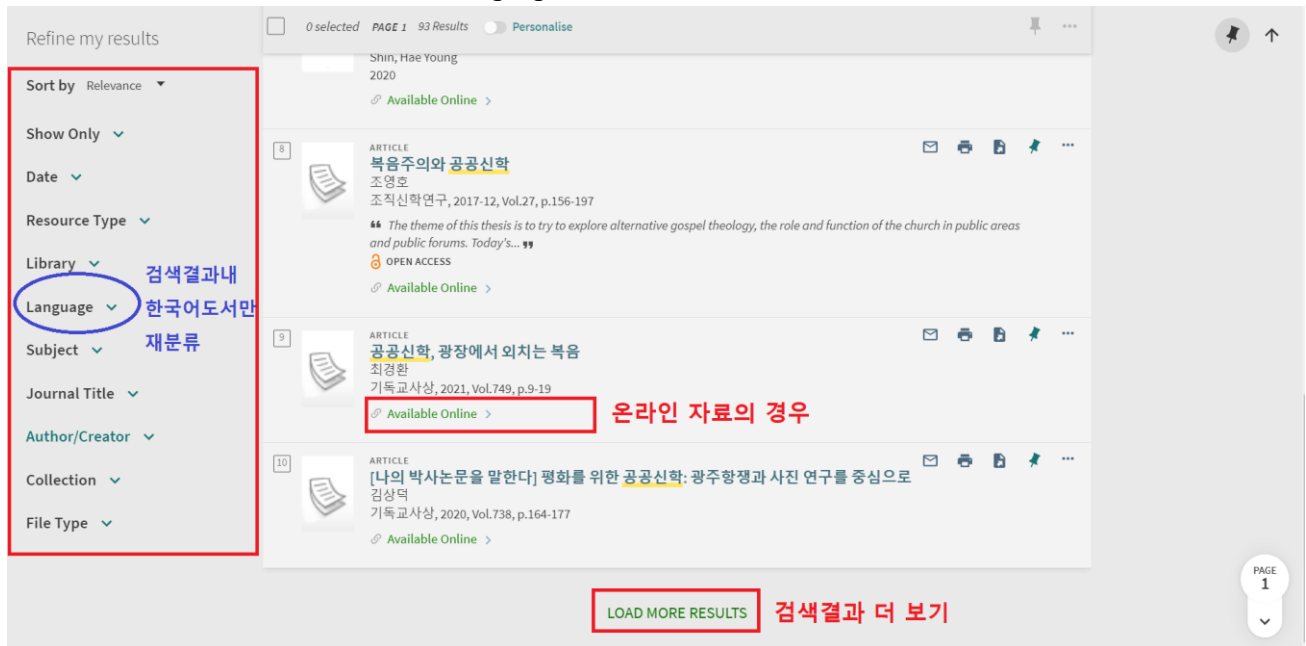 Refine my results
Sort by Relevance
Show Only
Date
Resource Type
Library
Language
Subject
Journal Title
Author/Creator
Collection
File Type
검색결과내
한국어도서만
재분류
0 selected PAGE 1 93 Results Personalise
Shin, Hae Young
2020
Available Online
8
ARTICLE
복음주의와 공공신학
조영호
조직신학연구, 2017-12, Vol.27, p.156-197
❝ The theme of this thesis is to try to explore alternative gospel theology, the role and function of the church in public areas
and public forums. Today's... ❞
OPEN ACCESS
Available Online
9
ARTICLE
공공신학, 광장에서 외치는 복음
최경환
기독교사상, 2021, Vol.749, p.9-19
Available Online
온라인 자료의 경우
10
ARTICLE
[나의 박사논문을 말한다] 평화를 위한 공공신학: 광주항쟁과 사진 연구를 중심으로
김상덕
기독교사상, 2020, Vol.738, p.164-177
Available Online
LOAD MORE RESULTS
검색결과 더 보기
PAGE
1